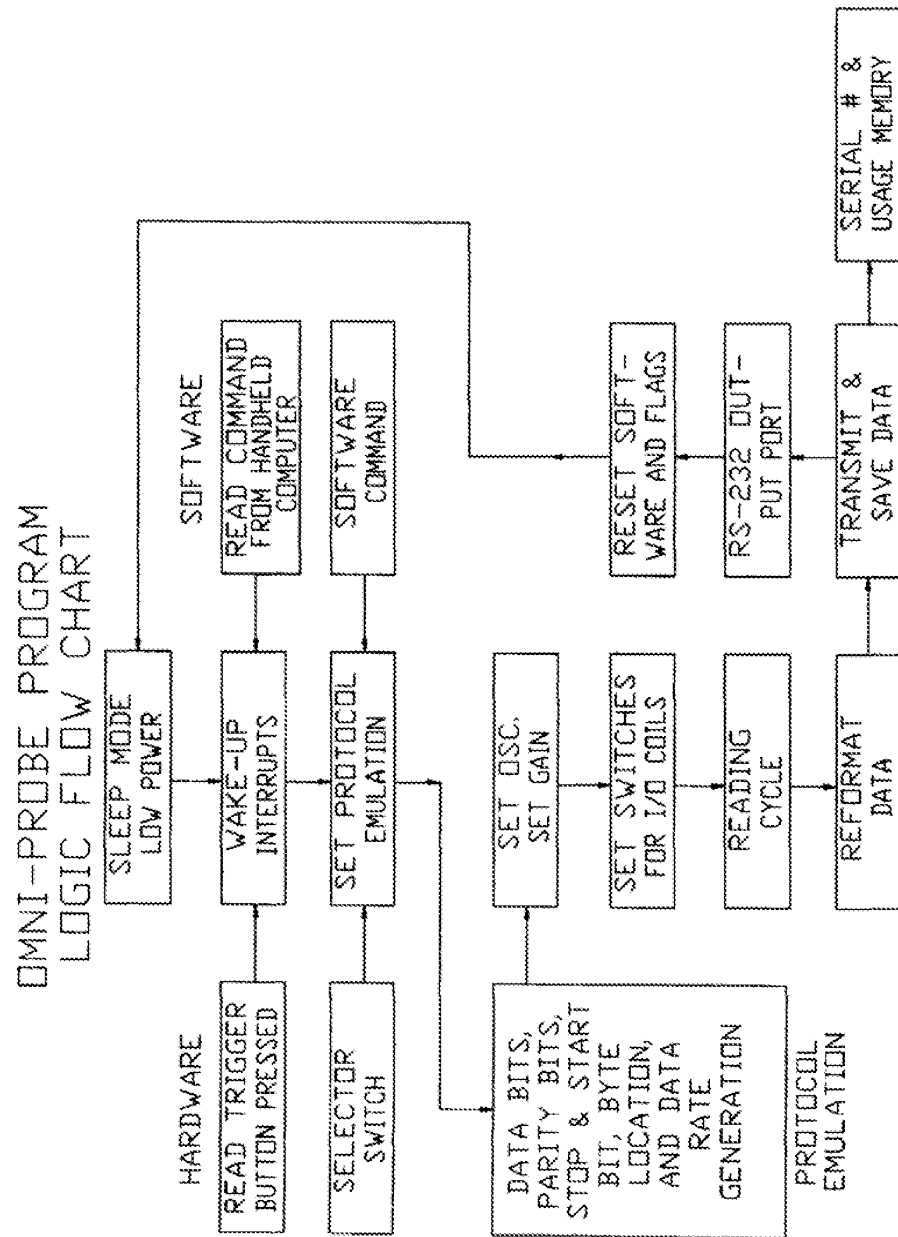 OMNI-PROBE PROGRAM
LOGIC FLOW CHART
SLEEP MODE
LOW POWER
HARDWARE
SOFTWARE
READ TRIGGER
BUTTON PRESSED
WAKE-UP
INTERRUPTS
READ COMMAND
FROM HANDHELD
COMPUTER
SELECTOR
SWITCH
SET PROTOCOL
EMULATION
SOFTWARE
COMMAND
DATA BITS,
PARITY BITS,
STOP & START
BIT, BYTE
LOCATION,
AND DATA
RATE
GENERATION
PROTOCOL
EMULATION
SET OSC.
SET GAIN
SET SWITCHES
FOR I/O COILS
READING
CYCLE
REFORMAT
DATA
RESET SOFT-
WARE AND FLAGS
RS-232 OUT-
PUT PORT
TRANSMIT &
SAVE DATA
SERIAL # &
USAGE MEMORY